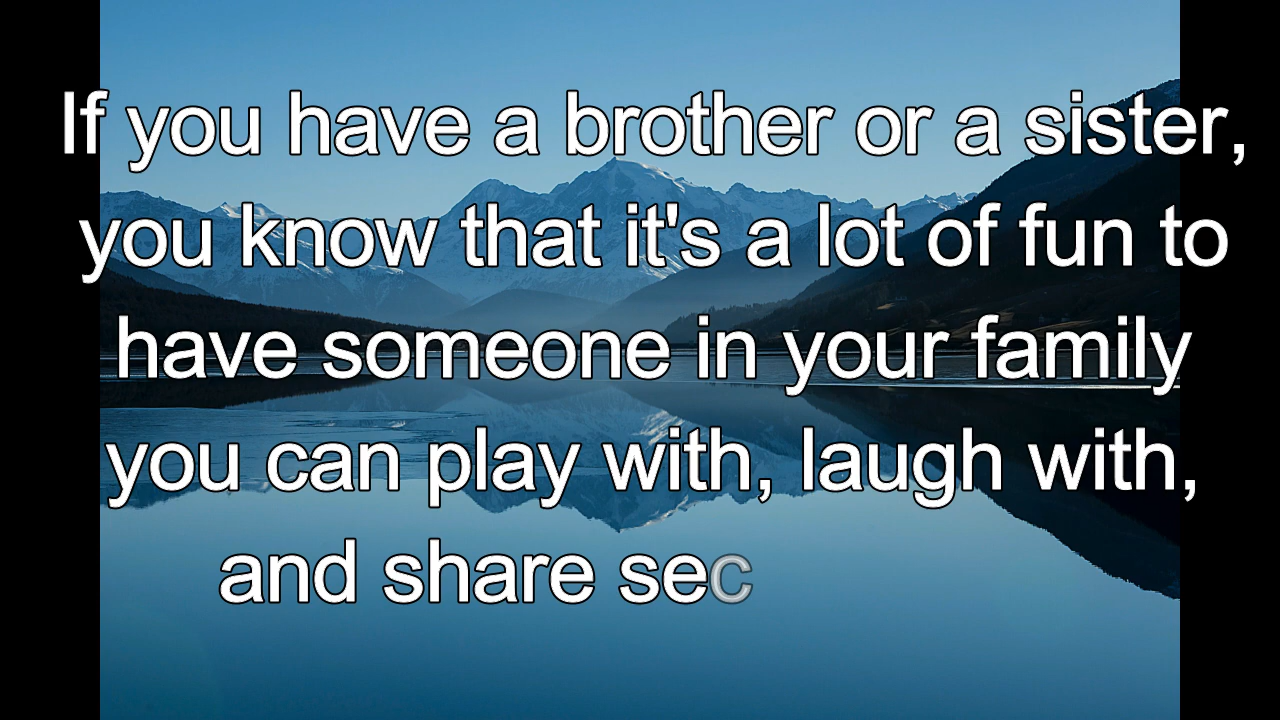 If you have a brother or a sister,
you know that it's a lot of fun to
have someone in your family
you can play with, laugh with,
and share sec